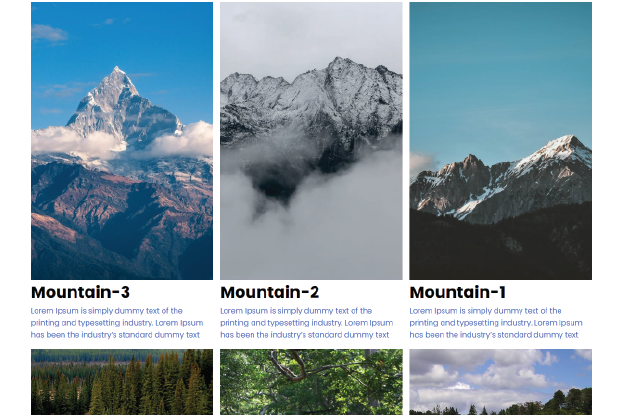 Mountain-3
Lorem Ipsum is simply dummy text of the
printing and typesetting industry. Lorem Ipsum
has been the industry's standard dummy text
Mountain-2
Lorem Ipsum is simply dummy text of the
printing and typesetting industry. Lorem Ipsum
has been the industry's standard dummy text
Mountain-1
Lorem Ipsum is simply dummy text of the
printing and typesetting industry. Lorem Ipsum
has been the industry's standard dummy text